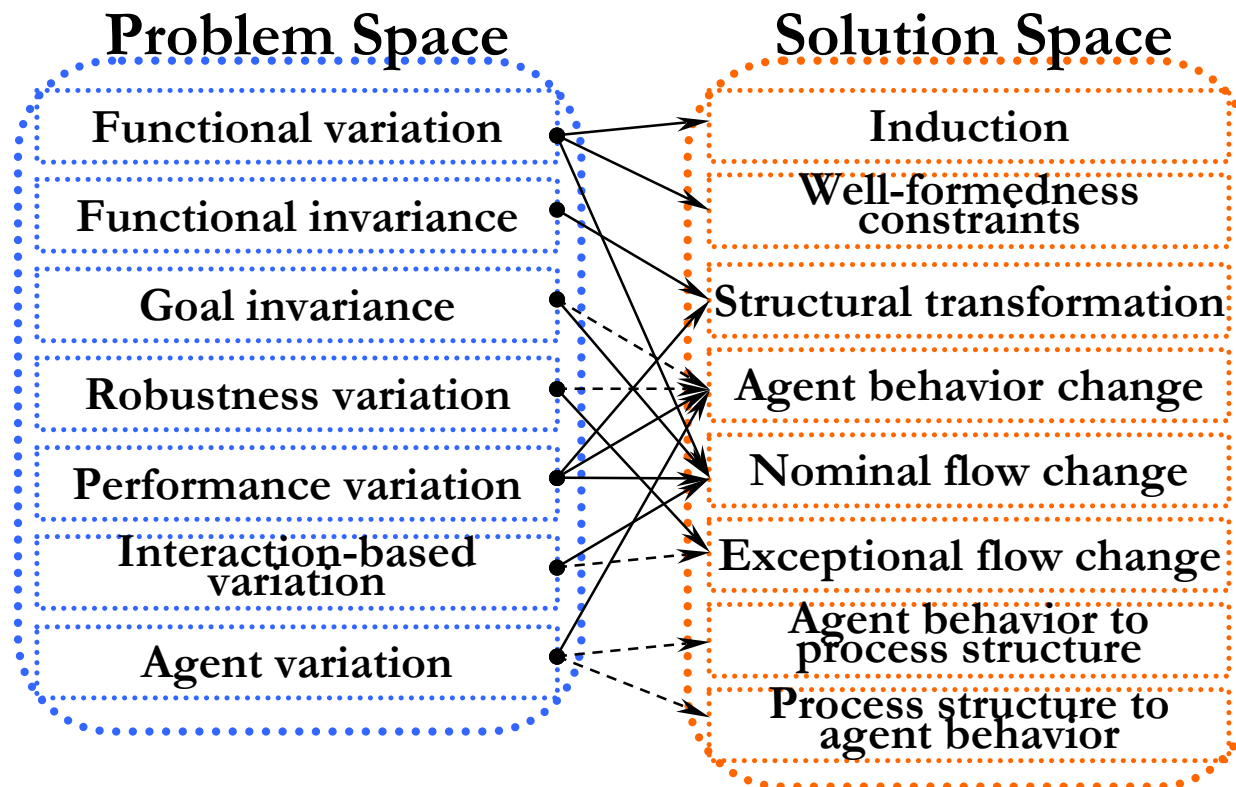 Problem Space
Functional variation
Functional invariance
Goal invariance
Robustness variation
Performance variation
Interaction-based
variation
Agent variation
Solution Space
Induction
Well-formedness
constraints
Structural transformation
Agent behavior change
Nominal flow change
Exceptional flow change
Agent behavior to
process structure
Process structure to
agent behavior